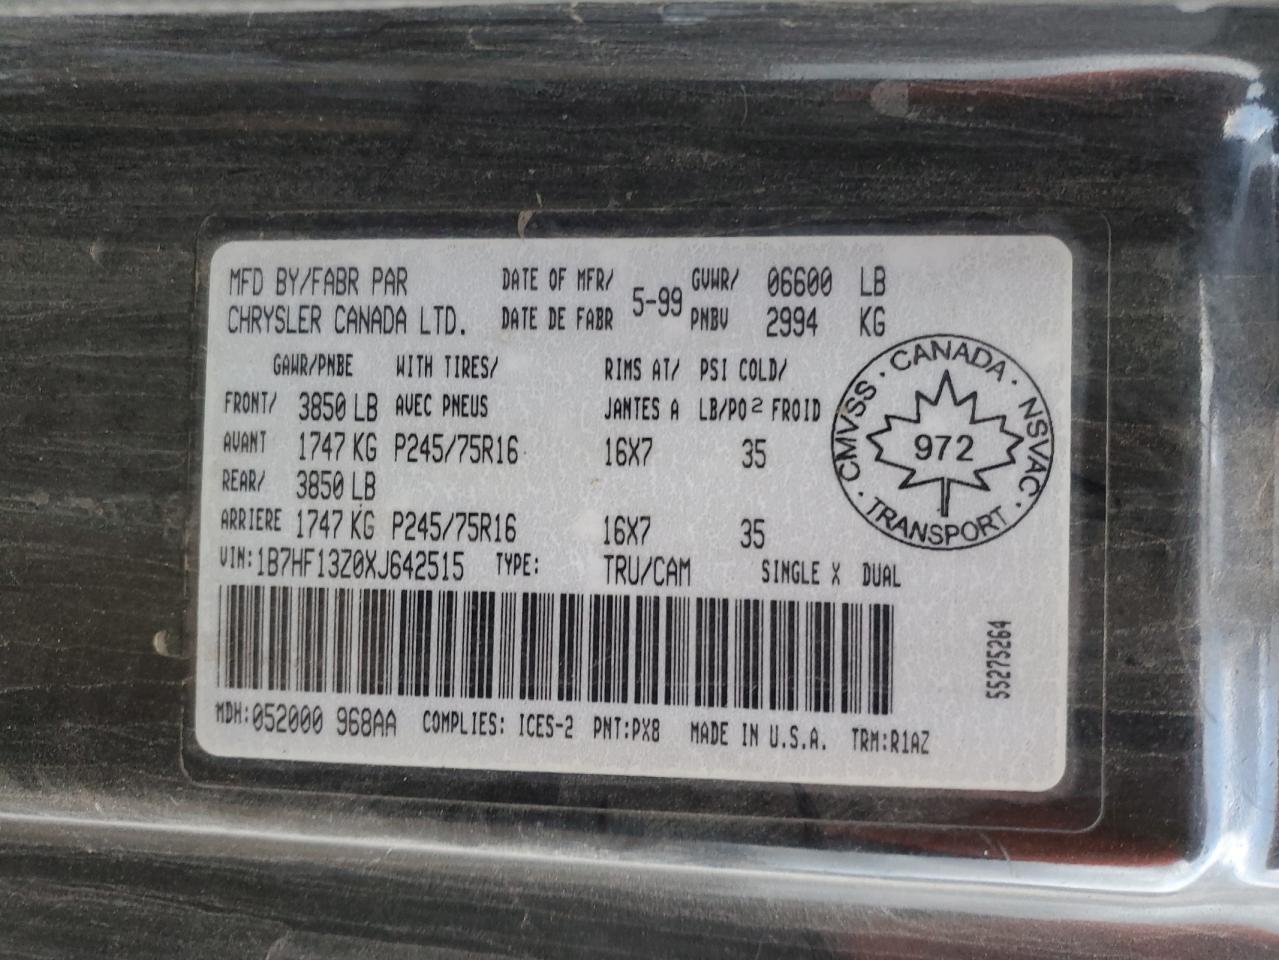 MFD BY/FABR PAR DATE OF MFR/ 5-99 GVWR/ 06600 LB
CHRYSLER CANADA LTD. DATE DE FABR PNBV 2994 KG
GAWR/PNBE WITH TIRES/ RIMS AT/ PSI COLD/
FRONT/ 3850 LB AVEC PNEUS JANTES A LB/PO² FROID
AVANT 1747 KG P245/75R16 16X7 35
REAR/ 3850 LB
ARRIERE 1747 KG P245/75R16 16X7 35
VIN:1B7HF13Z0XJ642515 TYPE: TRU/CAM SINGLE X DUAL
MDH:052000 968AA COMPLIES: ICES-2 PNT:PX8 MADE IN U.S.A. TRM:R1AZ
CMVSS · CANADA · NSVAC · TRANSPORT ·
972
55275264